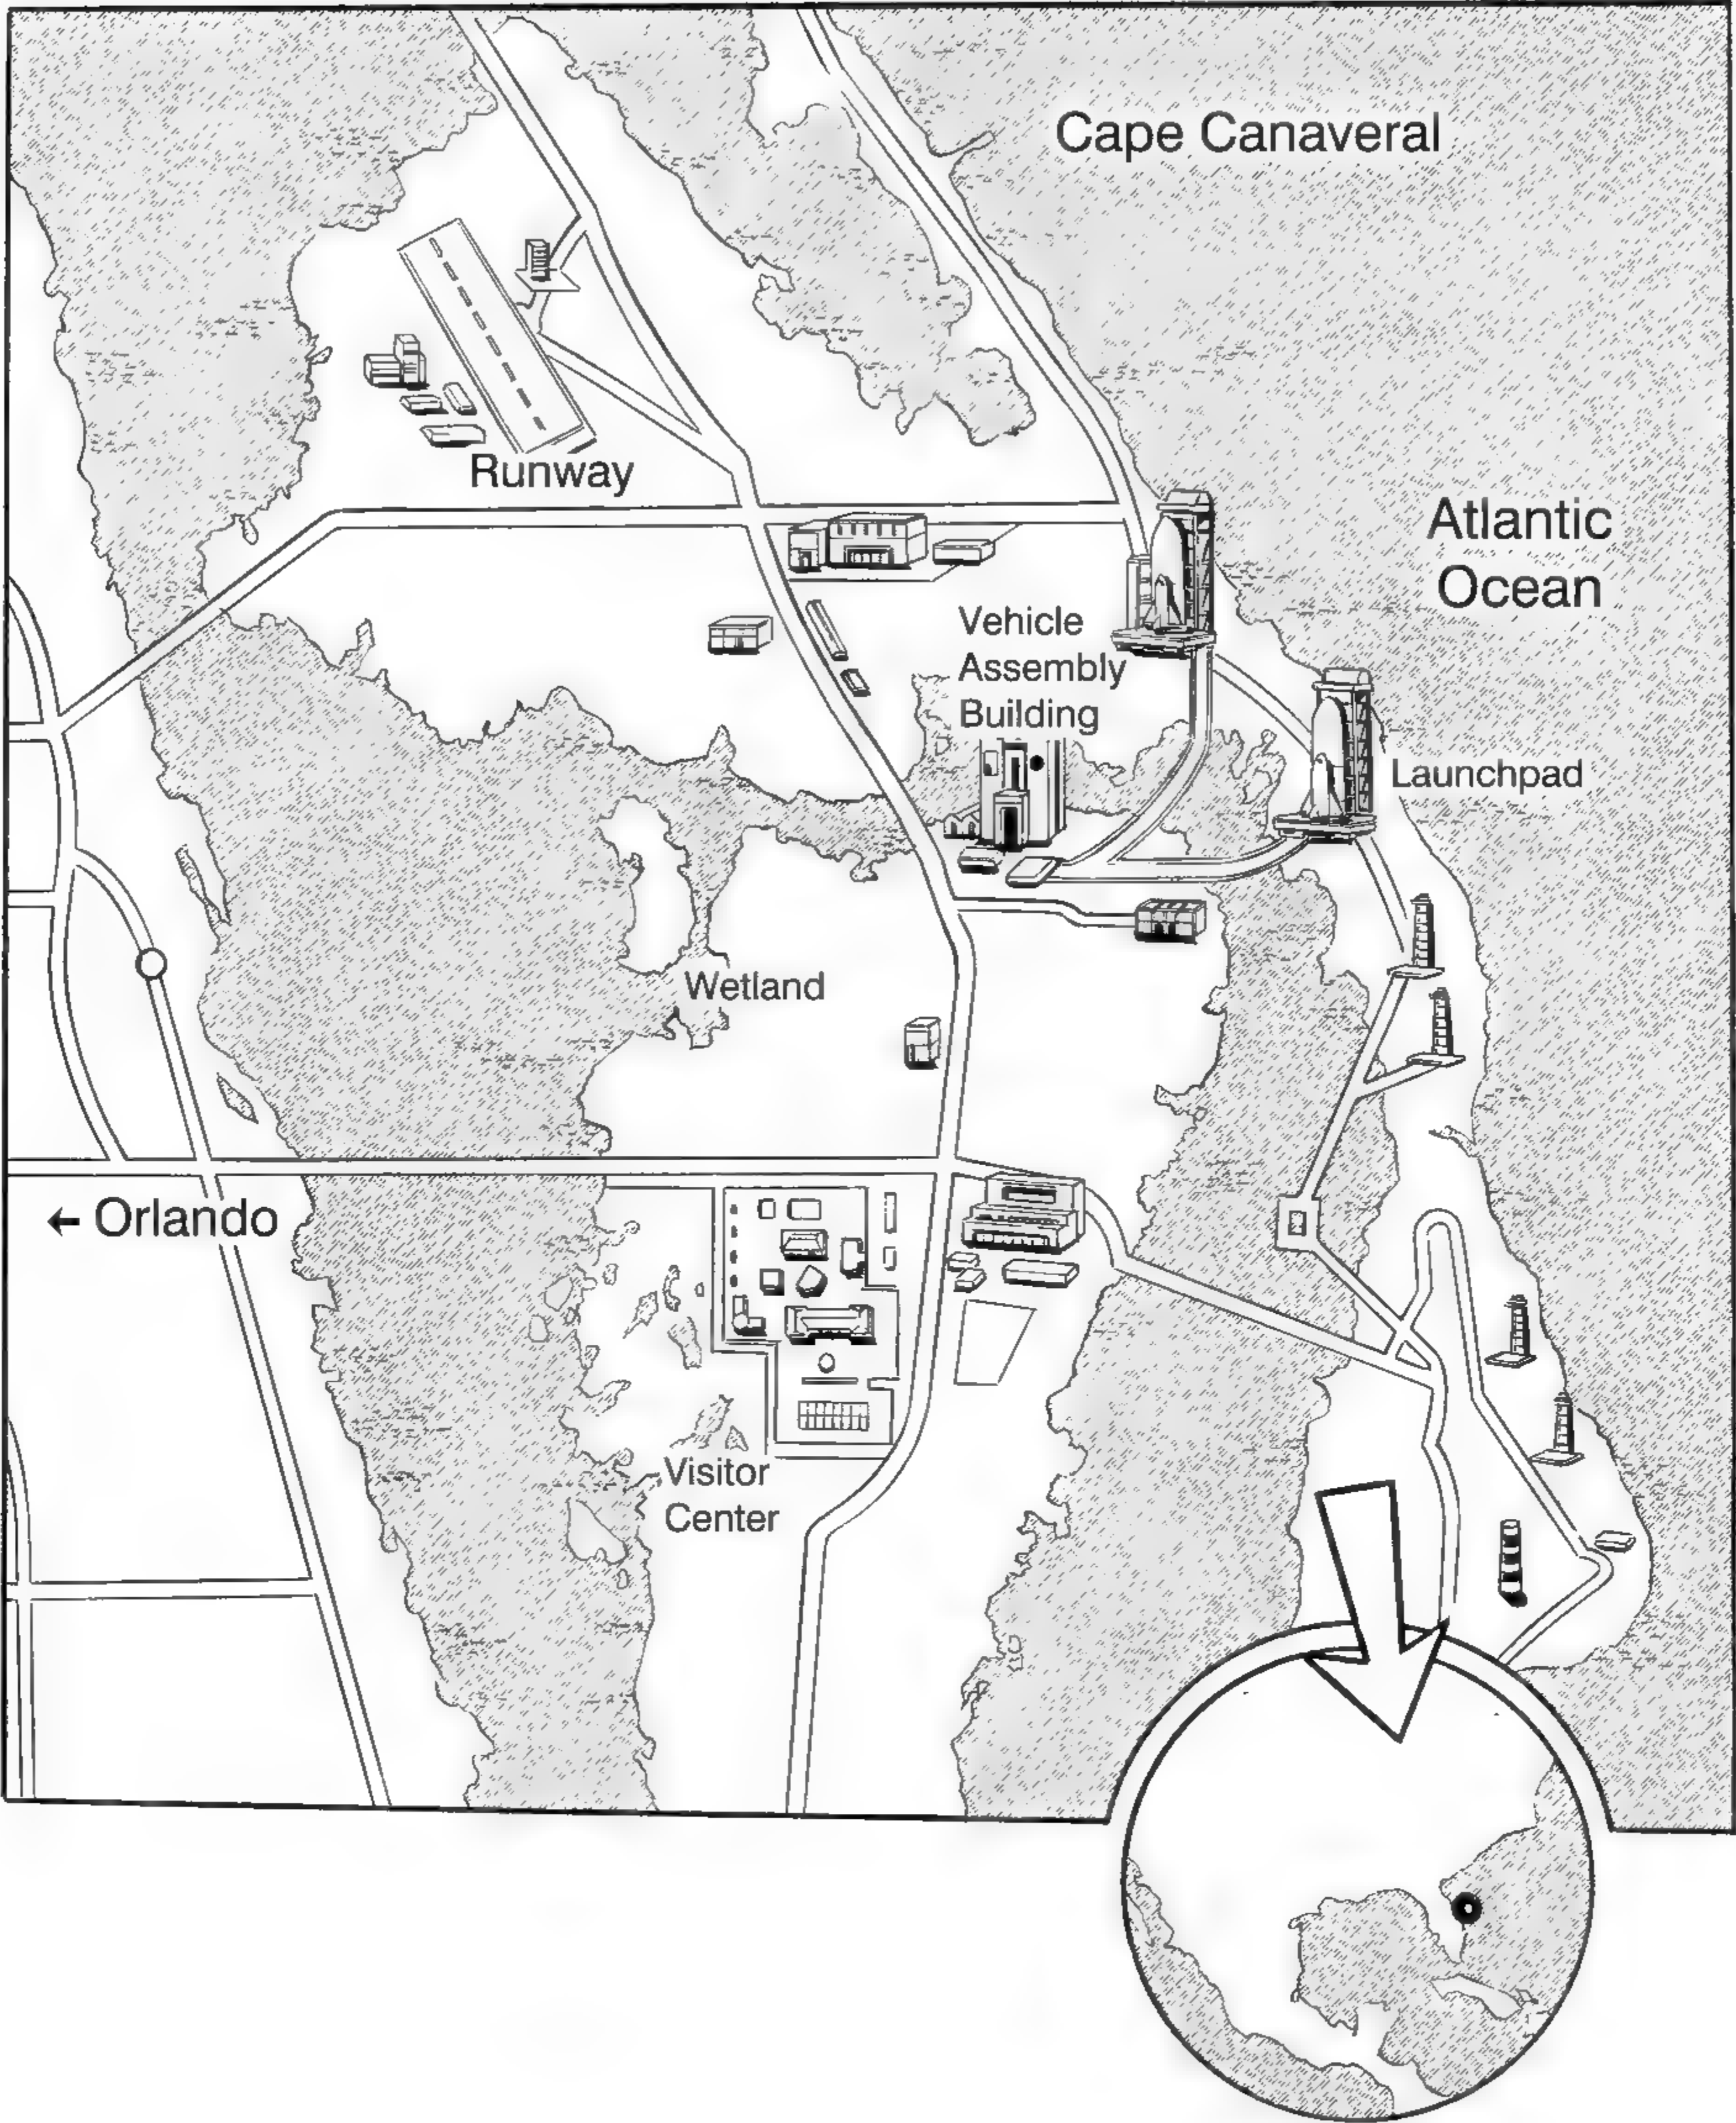 Cape Canaveral
Runway
Atlantic
Ocean
Vehicle
Assembly
Building
Launchpad
Wetland
← Orlando
Visitor
Center